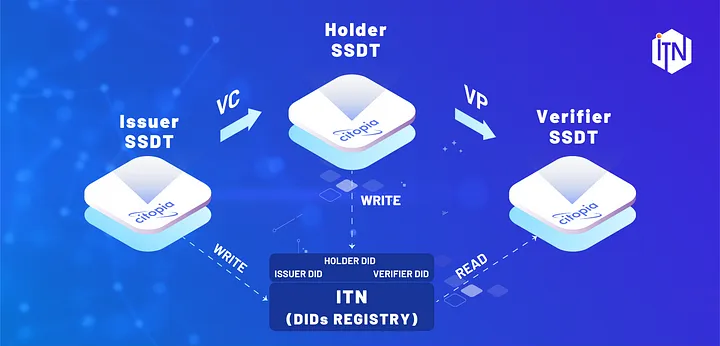 Holder
SSDT
ITN
VC
VP
Issuer
SSDT
Verifier
SSDT
citopia
citopia
citopia
WRITE
WRITE
READ
HOLDER DID
ISSUER DID
VERIFIER DID
ITN
(DIDs REGISTRY)